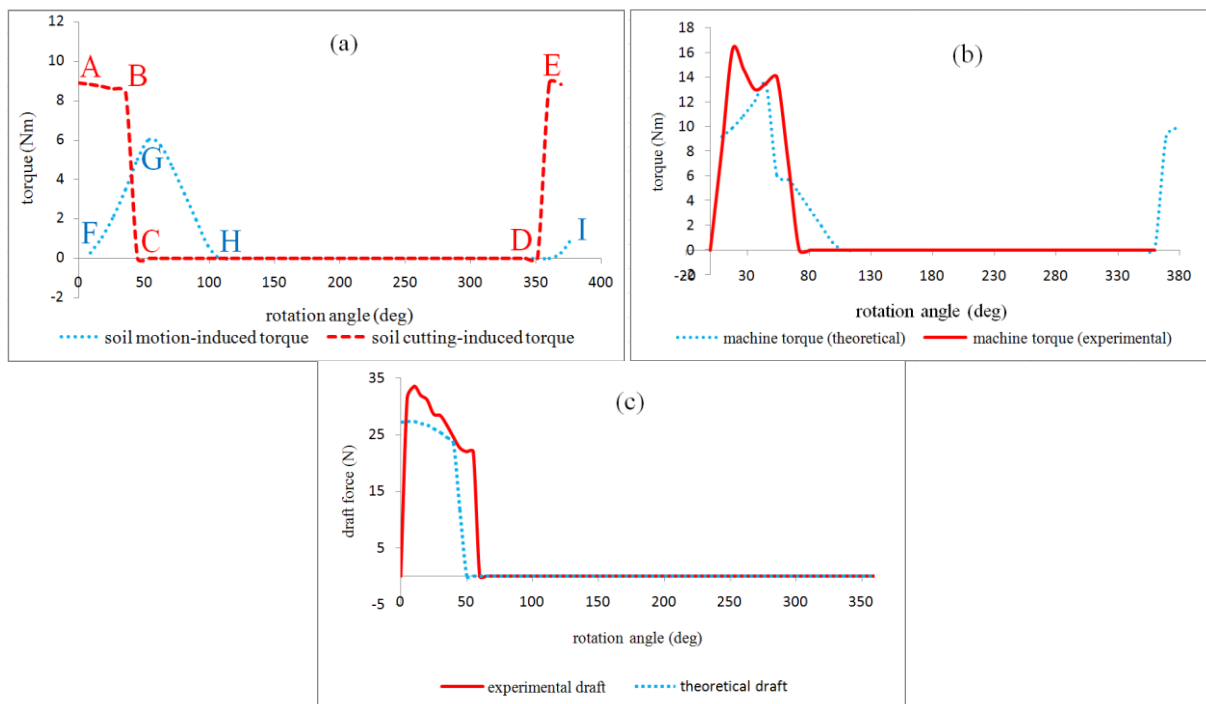 (a)
12
10
8
6
4
2
0
-2
torque (Nm)
A
B
E
G
F
C
H
D
I
0 50 100 150 200 250 300 350 400
rotation angle (deg)
soil motion-induced torque
soil cutting-induced torque
(b)
18
16
14
12
10
8
6
4
2
0
-2
torque (Nm)
-20 30 80 130 180 230 280 330 380
rotation angle (deg)
machine torque (theoretical)
machine torque (experimental)
(c)
35
25
15
5
-5
draft force (N)
0 50 100 150 200 250 300 350
rotation angle (deg)
experimental draft
theoretical draft